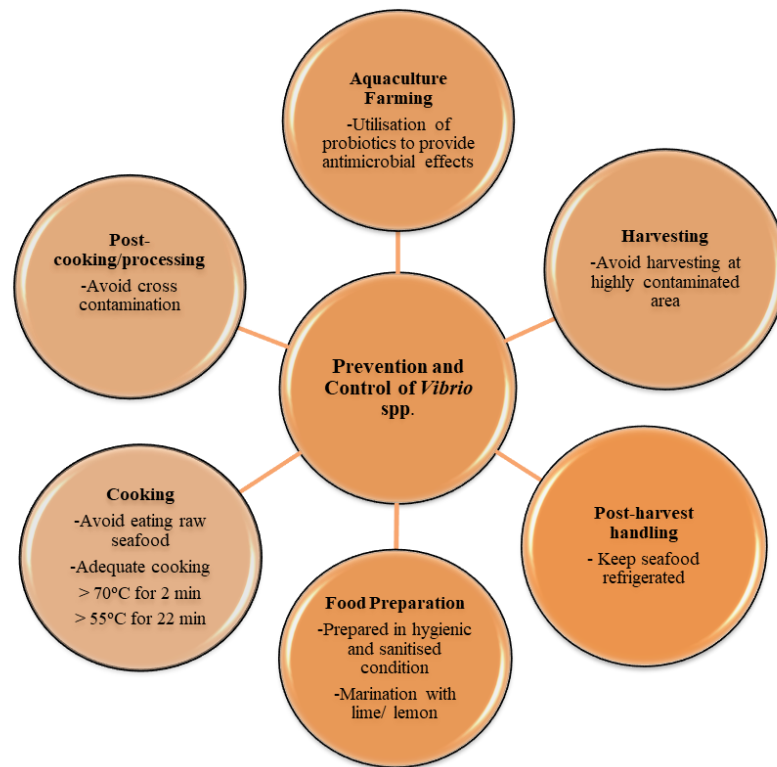 Aquaculture
Farming
-Utilisation of
probiotics to provide
antimicrobial effects
Harvesting
-Avoid harvesting at
highly contaminated
area
Post-harvest
handling
- Keep seafood
refrigerated
Food Preparation
-Prepared in hygienic
and sanitised
condition
-Marination with
lime/ lemon
Cooking
-Avoid eating raw
seafood
-Adequate cooking
> 70°C for 2 min
> 55°C for 22 min
Post-
cooking/processing
-Avoid cross
contamination
Prevention and
Control of Vibrio
spp.